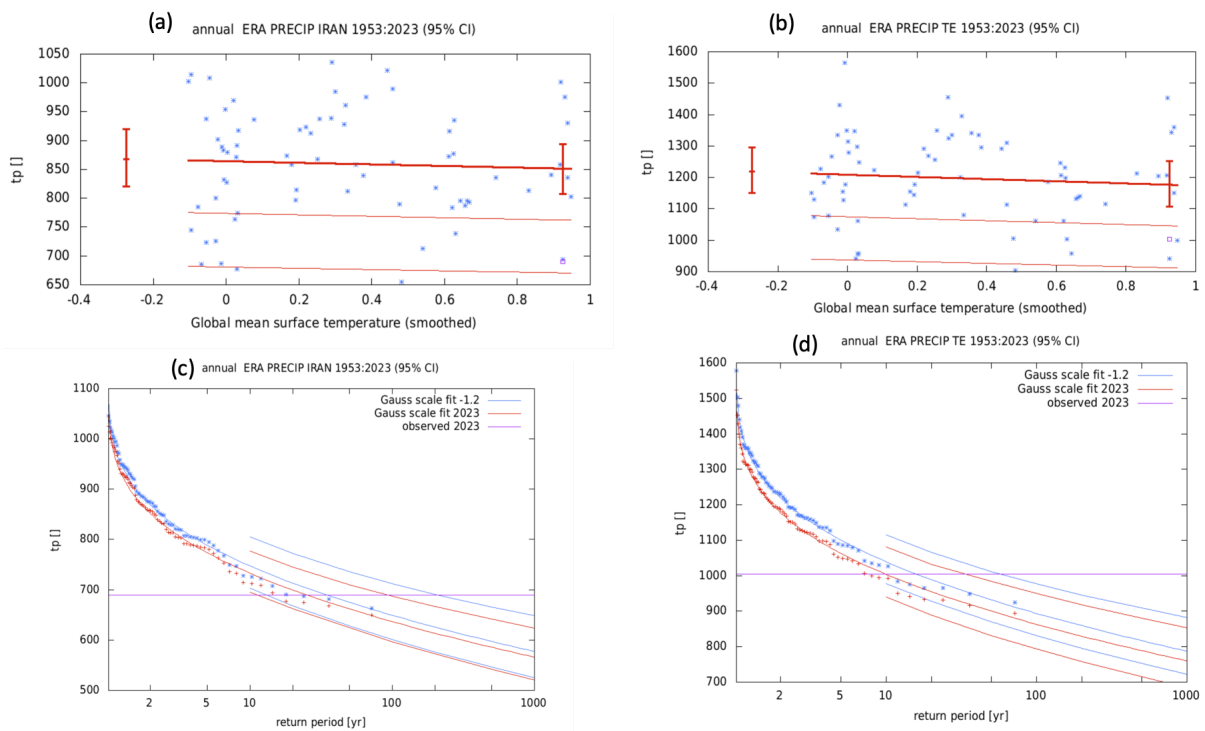 (a)
annual ERA PRECIP IRAN 1953:2023 (95% CI)
1050
1000
950
900
850
800
750
700
650
tp []
-0.4 -0.2 0 0.2 0.4 0.6 0.8 1
Global mean surface temperature (smoothed)
(b)
annual ERA PRECIP TE 1953:2023 (95% CI)
1600
1500
1400
1300
1200
1100
1000
900
tp []
-0.4 -0.2 0 0.2 0.4 0.6 0.8 1
Global mean surface temperature (smoothed)
(c)
annual ERA PRECIP IRAN 1953:2023 (95% CI)
Gauss scale fit -1.2
Gauss scale fit 2023
observed 2023
1100
1000
900
800
700
600
500
tp []
2 5 10 100 1000
return period [yr]
(d)
annual ERA PRECIP TE 1953:2023 (95% CI)
Gauss scale fit -1.2
Gauss scale fit 2023
observed 2023
1600
1500
1400
1300
1200
1100
1000
900
800
700
tp []
2 5 10 100 1000
return period [yr]